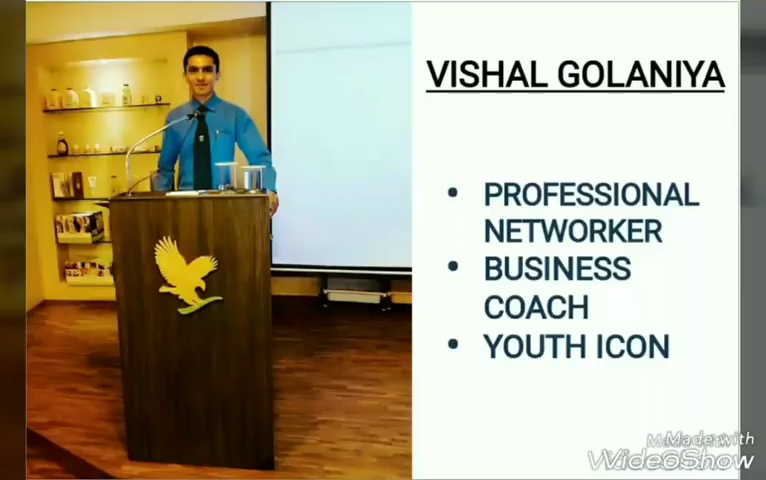 VISHAL GOLANIYA
• PROFESSIONAL
NETWORKER
• BUSINESS
COACH
• YOUTH ICON
Made with
VideoShow